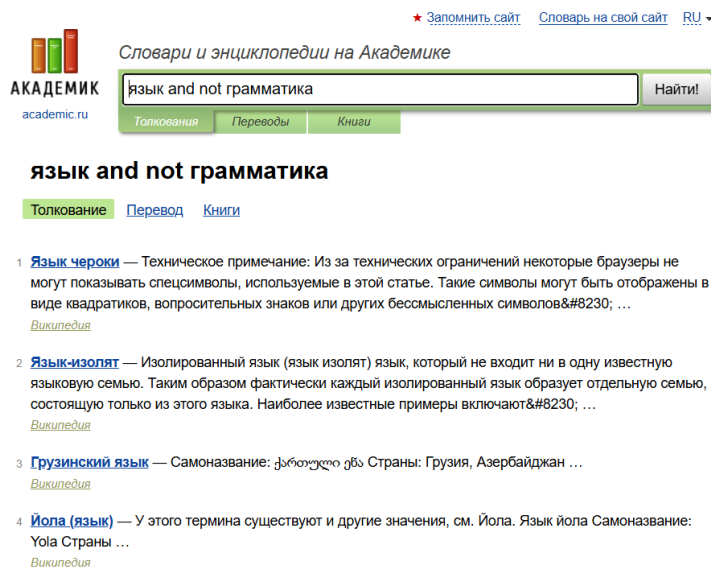 ★ Запомнить сайт Словарь на свой сайт RU
Словари и энциклопедии на Академике
АКАДЕМИК
academic.ru
язык and not грамматика Найти!
Толкования Переводы Книги
язык and not грамматика
Толкование Перевод Книги
1 Язык чероки — Техническое примечание: Из за технических ограничений некоторые браузеры не
могут показывать спецсимволы, используемые в этой статье. Такие символы могут быть отображены в
виде квадратиков, вопросительных знаков или других бессмысленных символов&#8230; …
Википедия
2 Язык-изолят — Изолированный язык (язык изолят) язык, который не входит ни в одну известную
языковую семью. Таким образом фактически каждый изолированный язык образует отдельную семью,
состоящую только из этого языка. Наиболее известные примеры включают&#8230; …
Википедия
3 Грузинский язык — Самоназвание: ქართული ენა Страны: Грузия, Азербайджан …
Википедия
4 Йола (язык) — У этого термина существуют и другие значения, см. Йола. Язык йола Самоназвание:
Yola Страны …
Википедия